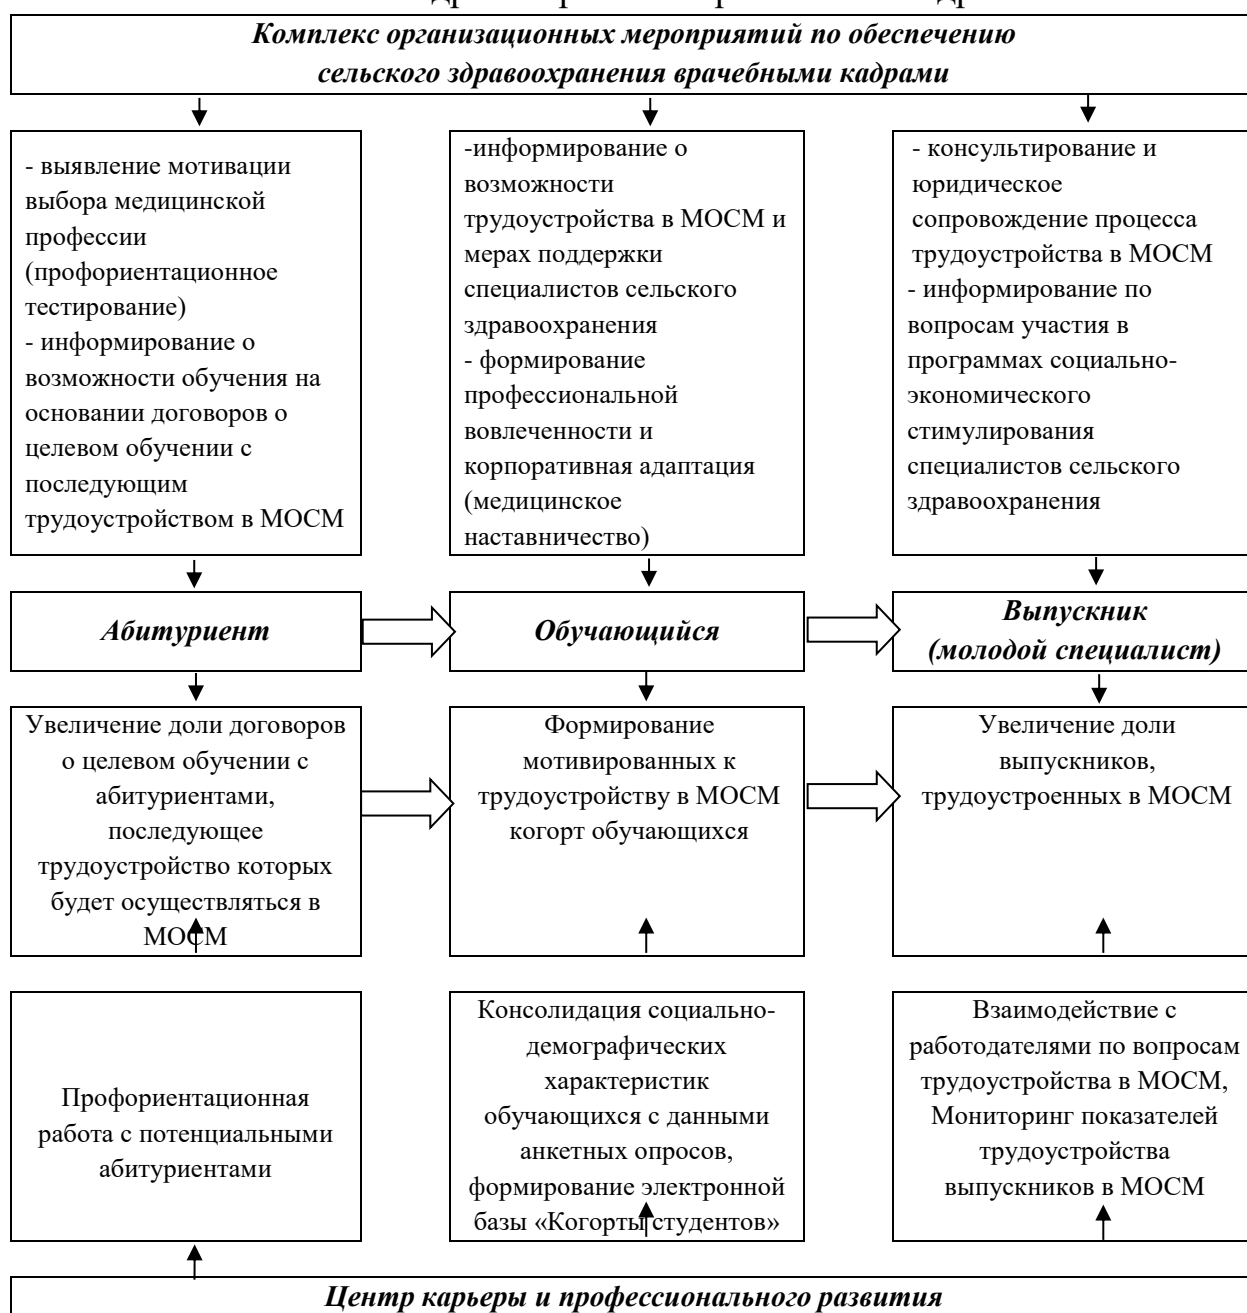 Комплекс организационных мероприятий по обеспечению
сельского здравоохранения врачебными кадрами
- выявление мотивации
выбора медицинской
профессии
(профориентационное
тестирование)
- информирование о
возможности обучения на
основании договоров о
целевом обучении с
последующим
трудоустройством в МОСМ
-информирование о
возможности
трудоустройства в МОСМ и
мерах поддержки
специалистов сельского
здравоохранения
- формирование
профессиональной
вовлеченности и
корпоративная адаптация
(медицинское
наставничество)
- консультирование и
юридическое
сопровождение процесса
трудоустройства в МОСМ
- информирование по
вопросам участия в
программах социально-
экономического
стимулирования
специалистов сельского
здравоохранения
Абитуриент
Обучающийся
Выпускник
(молодой специалист)
Увеличение доли договоров
о целевом обучении с
абитуриентами,
последующее
трудоустройство которых
будет осуществляться в
МОСМ
Формирование
мотивированных к
трудоустройству в МОСМ
когорт обучающихся
Увеличение доли
выпускников,
трудоустроенных в МОСМ
Профориентационная
работа с потенциальными
абитуриентами
Консолидация социально-
демографических
характеристик
обучающихся с данными
анкетных опросов,
формирование электронной
базы «Когорты студентов»
Взаимодействие с
работодателями по вопросам
трудоустройства в МОСМ,
Мониторинг показателей
трудоустройства
выпускников в МОСМ
Центр карьеры и профессионального развития